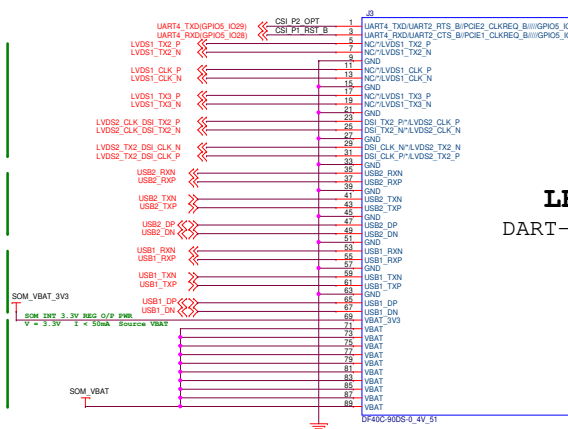 J3
CSI_P2_OPT
UART4_TXD(GPIO5_IO29) 1 UART4_TXD/UART2_RTS_B//PCIE2_CLKREQ_B////GPIO5_IO
CSI_P1_RST_B
UART4_RXD(GPIO5_IO28) 3 UART4_RXD/UART2_CTS_B//PCIE1_CLKREQ_B////GPIO5_IO
LVDS1_TX2_P 5 NC/*LVDS1_TX2_P
LVDS1_TX2_N 7 NC/*LVDS1_TX2_N
9 GND
LVDS1_CLK_P 11 NC/*LVDS1_CLK_P
LVDS1_CLK_N 13 NC/*LVDS1_CLK_N
15 GND
LVDS1_TX3_P 17 NC/*LVDS1_TX3_P
LVDS1_TX3_N 19 NC/*LVDS1_TX3_N
21 GND
LVDS2_CLK_DSI_TX2_P 23 DSI_TX2_P/*LVDS2_CLK_P
LVDS2_CLK_DSI_TX2_N 25 DSI_TX2_N/*LVDS2_CLK_N
27 GND
LVDS2_TX2_DSI_CLK_N 29 DSI_CLK_N/*LVDS2_TX2_N
LVDS2_TX2_DSI_CLK_P 31 DSI_CLK_P/*LVDS2_TX2_P
33 GND
USB2_RXN 35 USB2_RXN
USB2_RXP 37 USB2_RXP
39 GND
USB2_TXN 41 USB2_TXN
USB2_TXP 43 USB2_TXP
45 GND
USB2_DP 47 USB2_DP
USB2_DN 49 USB2_DN
51 GND
USB1_RXN 53 USB1_RXN
USB1_RXP 55 USB1_RXP
57 GND
USB1_TXN 59 USB1_TXN
USB1_TXP 61 USB1_TXP
63 GND
USB1_DP 65 USB1_DP
USB1_DN 67 USB1_DN
SOM_VBAT_3V3
69 VBAT_3V3
SOM INT 3.3V REG O/P PWR
V = 3.3V I < 50mA Source VBAT
71 VBAT
73 VBAT
75 VBAT
77 VBAT
79 VBAT
81 VBAT
83 VBAT
85 VBAT
87 VBAT
SOM_VBAT
89 VBAT
DF40C-90DS-0_4V_51
DART-